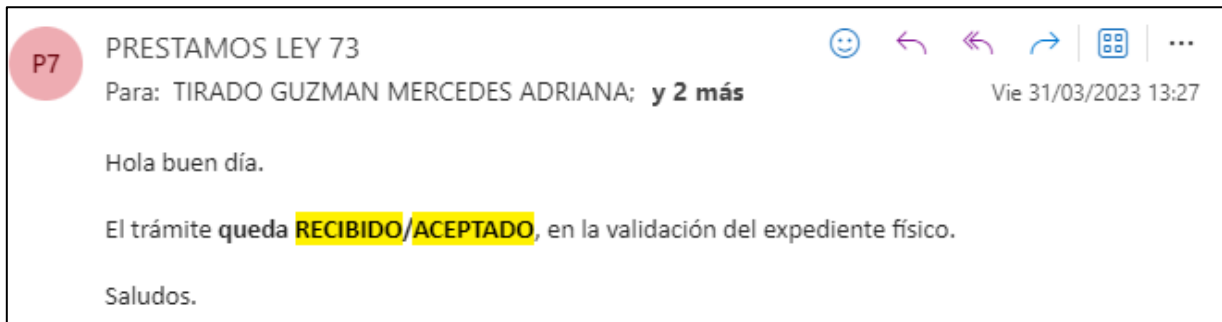 P7
PRESTAMOS LEY 73
Para: TIRADO GUZMAN MERCEDES ADRIANA; y 2 más
Vie 31/03/2023 13:27
Hola buen día.
El trámite queda RECIBIDO/ACEPTADO, en la validación del expediente físico.
Saludos.